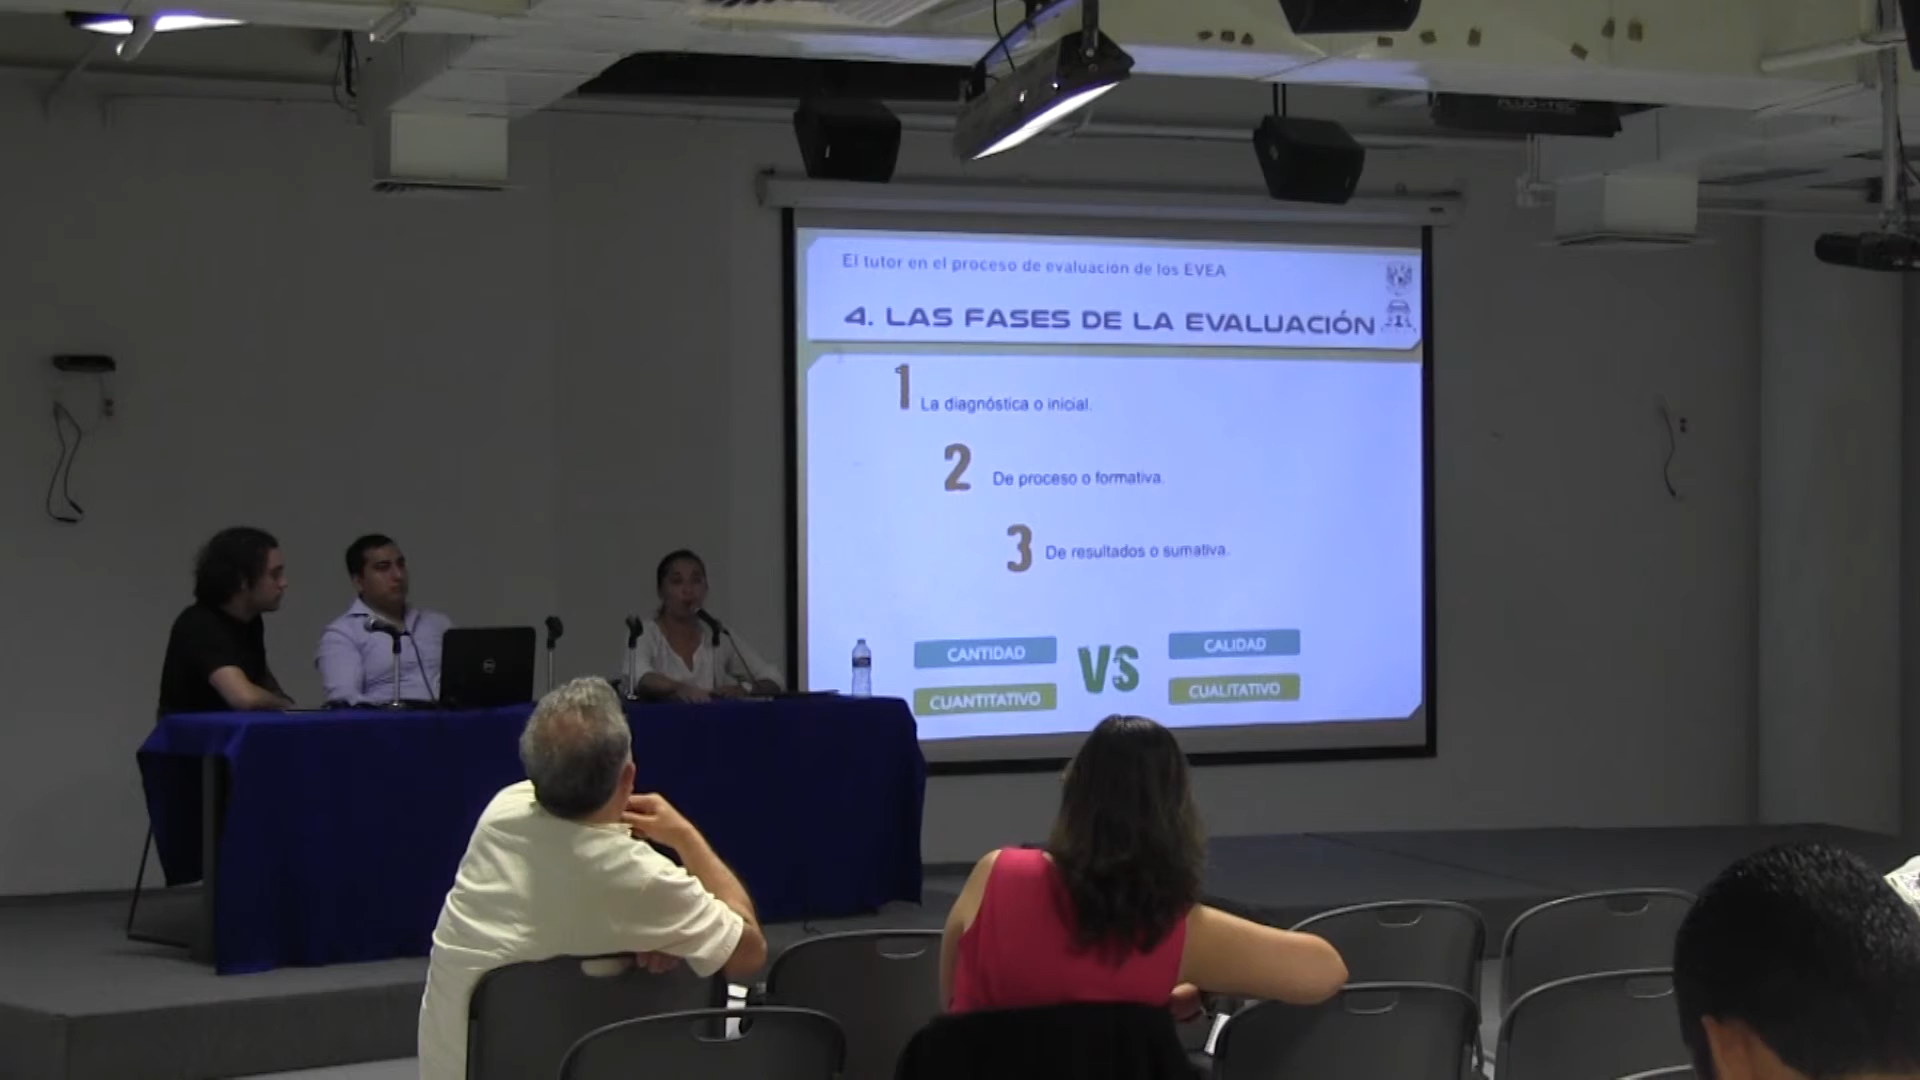 El tutor en el proceso de evaluación de los EVEA
4. LAS FASES DE LA EVALUACIÓN
1 La diagnóstica o inicial.
2 De proceso o formativa.
3 De resultados o sumativa.
CANTIDAD VS CALIDAD
CUANTITATIVO CUALITATIVO